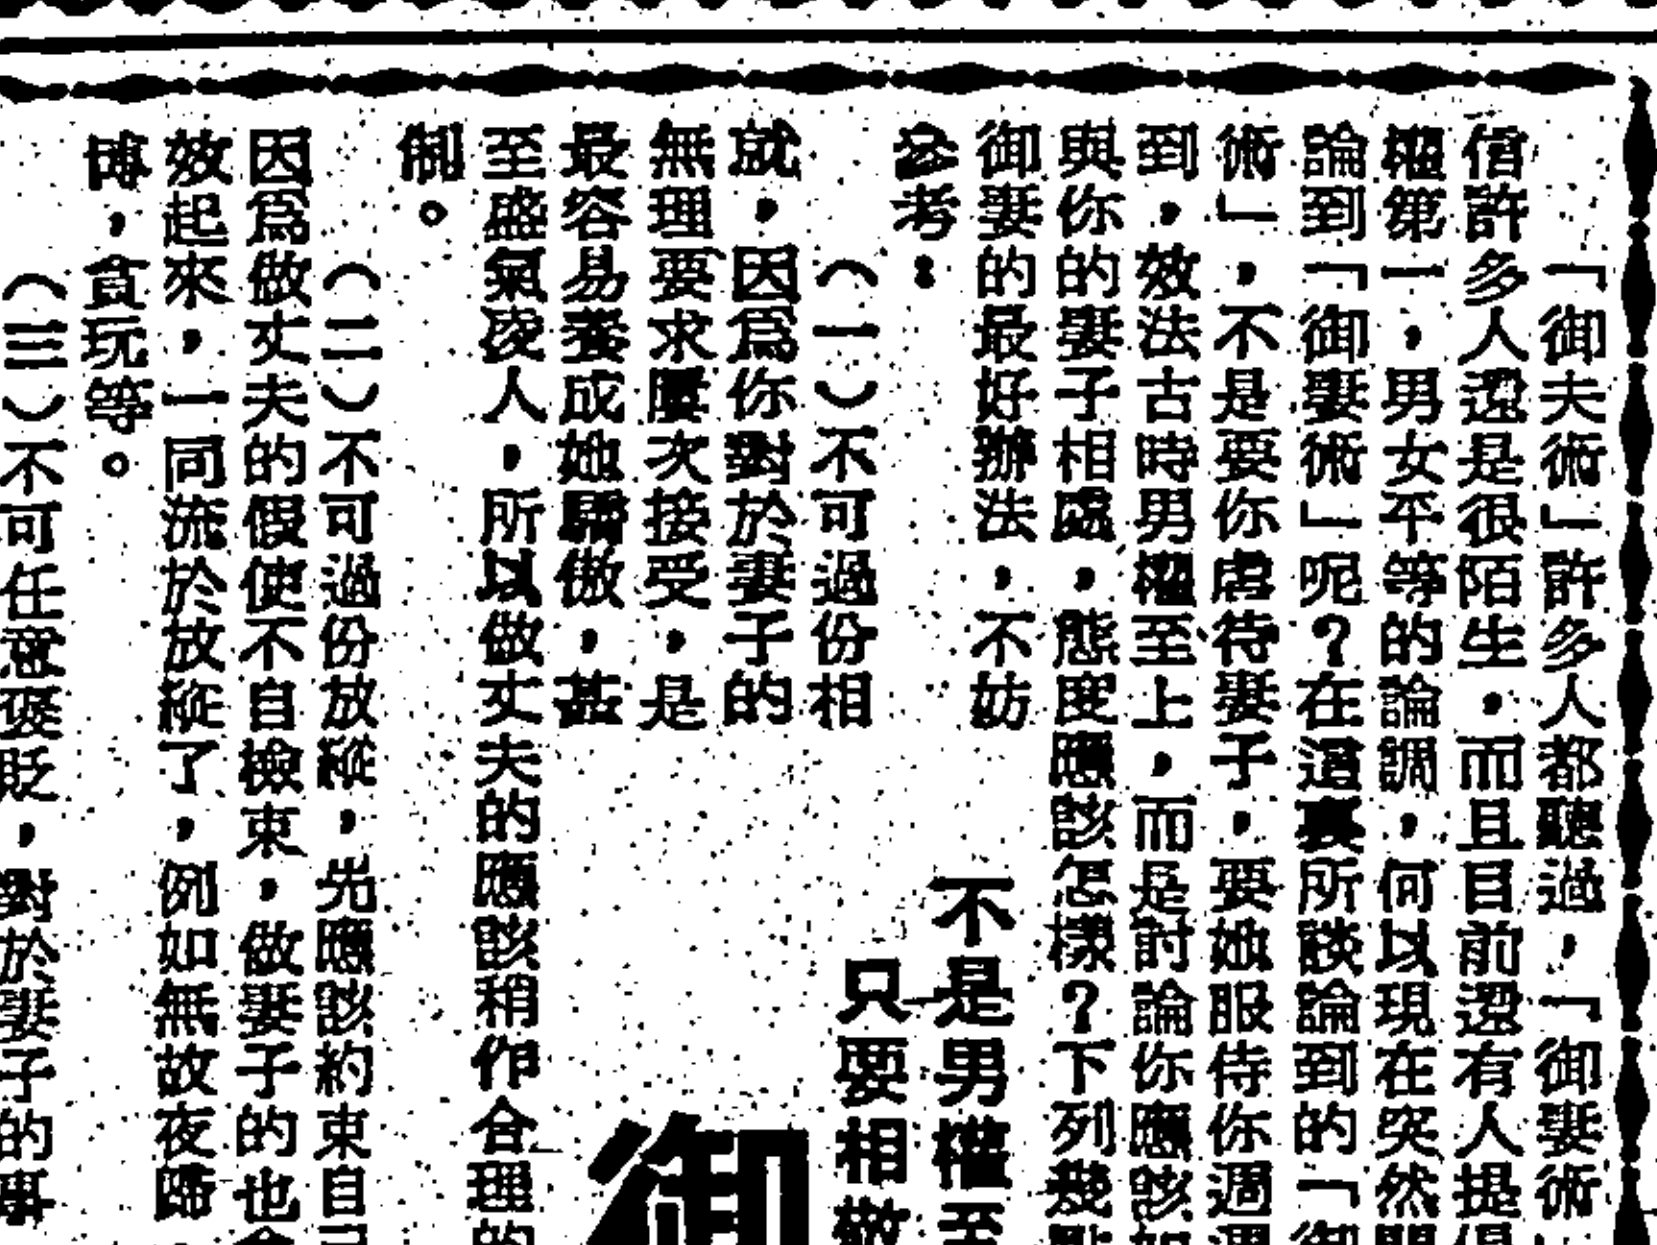 「御夫術」許多人都聽過，「御妻術」
信許多人還是很陌生，而且目前還有人提倡
權第一，男女平等的論調，何以現在突然間
論到「御妻術」呢？在這裏所談論到的「御
術」，不是要你虐待妻子，要她服侍你週
到，效法古時男權至上，而是討論你應該如
與你的妻子相處，態度應該怎樣？下列幾點
御妻的最好辦法，不妨
參考：
不是男權至
只要相敬
御
（一）不可過份相
就，因為你對於妻子的
無理要求屢次接受，是
最容易養成她驕傲，甚
至盛氣凌人，所以做丈夫的應該稍作合理的
制。
（二）不可過份放縱，先應該約束自己
因為做丈夫的假使不自檢束，做妻子的也會
效起來，一同流於放縱了，例如無故夜歸
博，貪玩等。
（三）不可任意褒貶，對於妻子的事